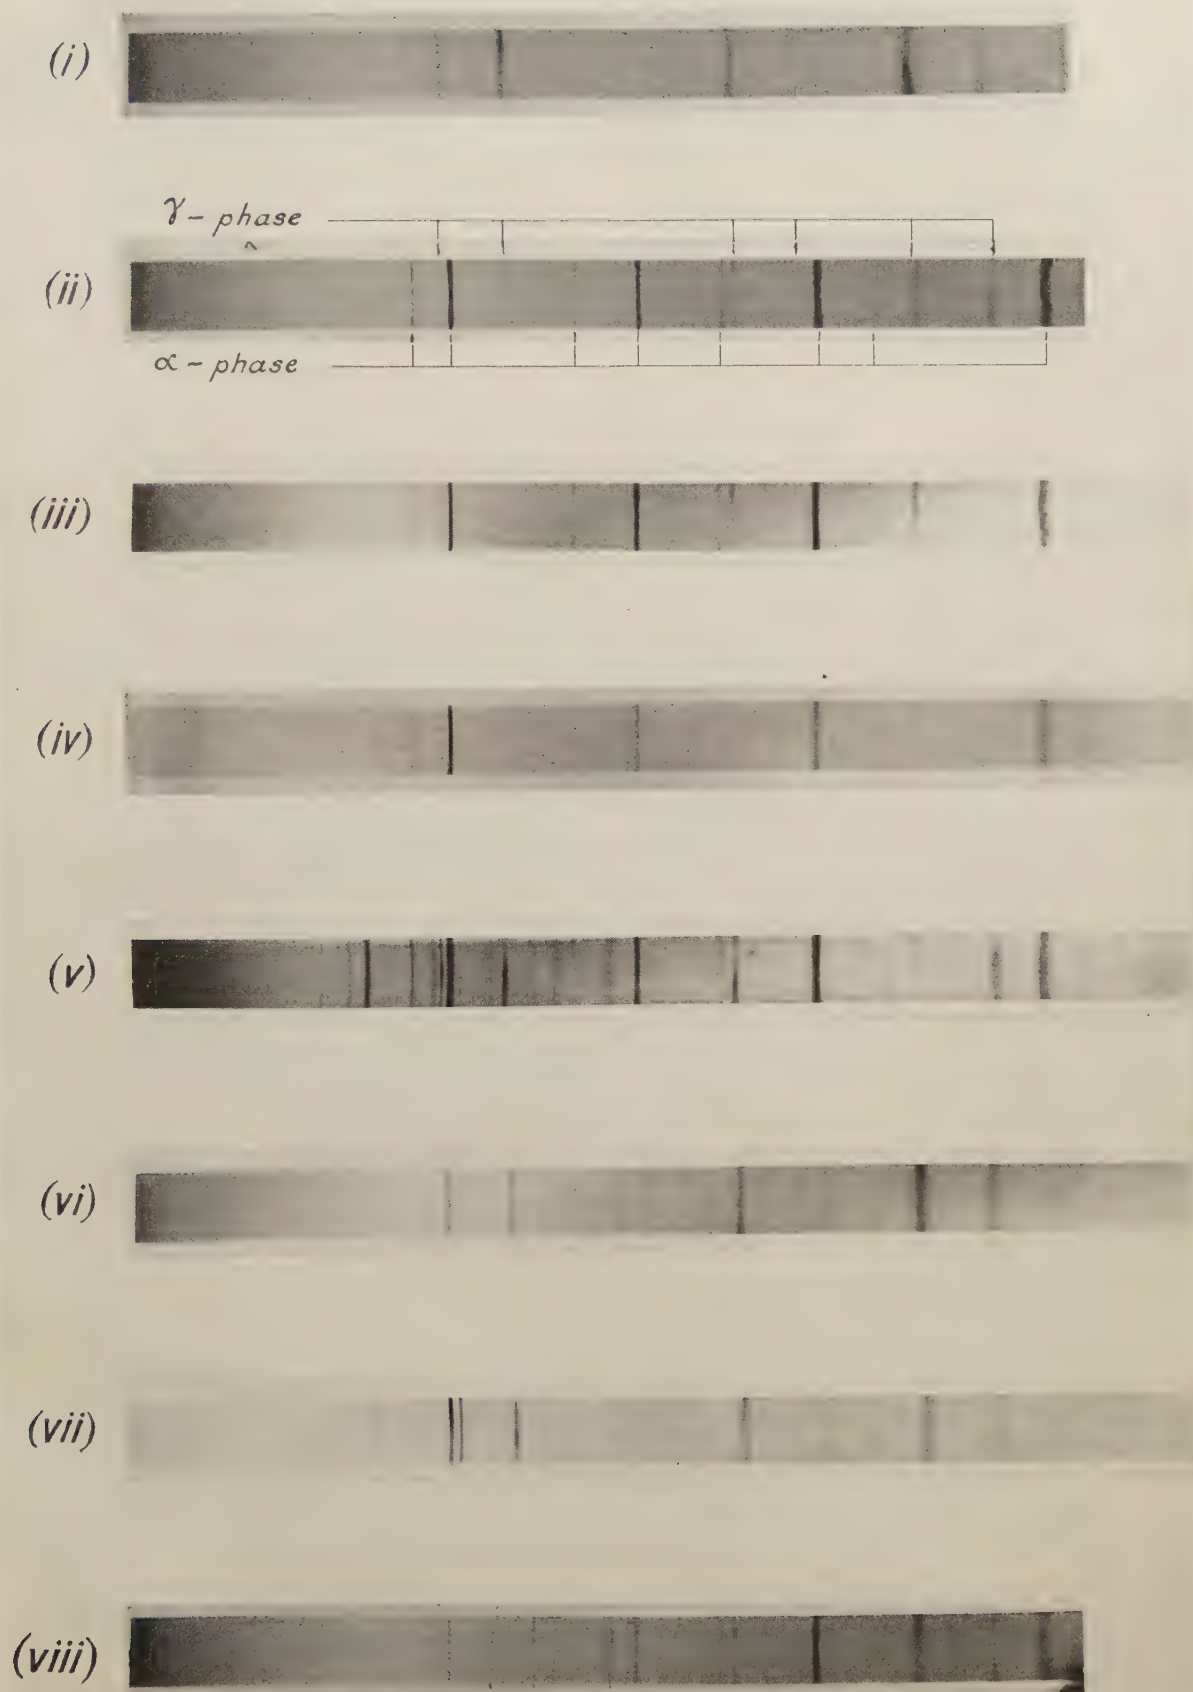 (i)
γ - phase
(ii)
α - phase
(iii)
(iv)
(v)
(vi)
(vii)
(viii)